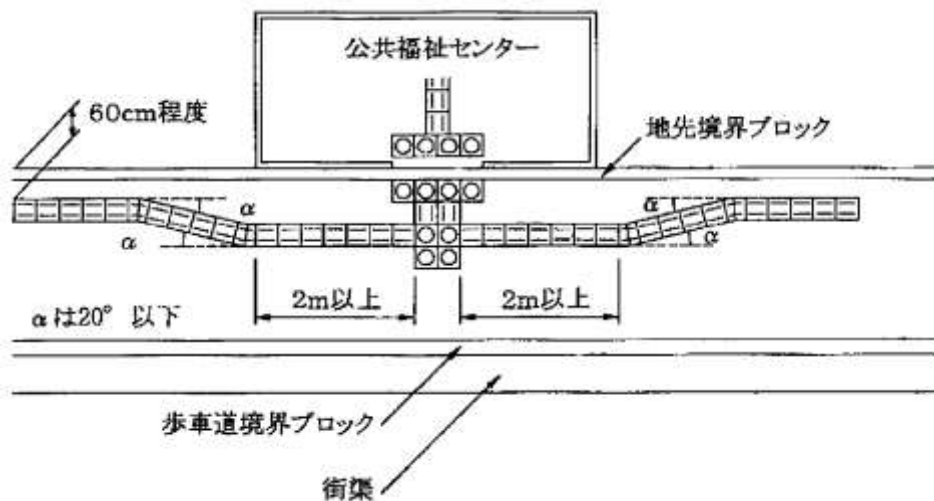 公共福祉センター
60cm程度
地先境界ブロック
α
α
α
α
2m以上
2m以上
αは20°以下
歩車道境界ブロック
街渠